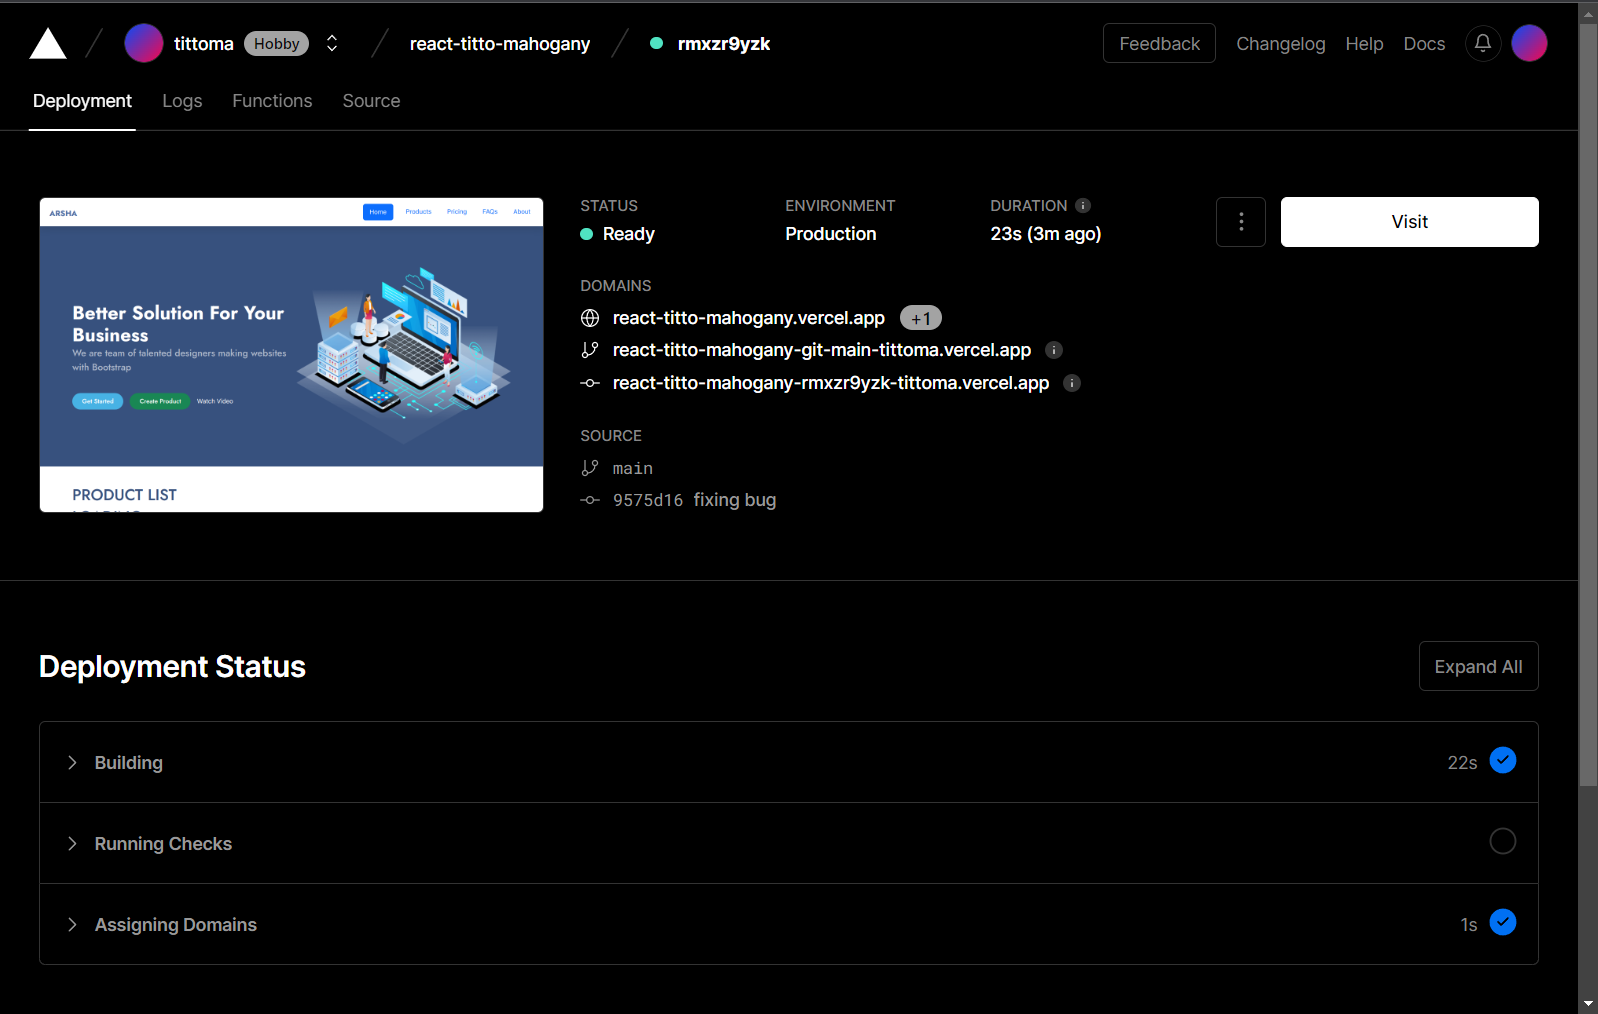 tittoma Hobby react-titto-mahogany rmxzr9yzk Feedback Changelog Help Docs
Deployment Logs Functions Source
ARSHA Home Products Pricing FAQs About
Better Solution For Your
Business
We are team of talented designers making websites
with Bootstrap
Get Started Create Product Watch Video
PRODUCT LIST
STATUS ENVIRONMENT DURATION
Ready Production 23s (3m ago)
Visit
DOMAINS
react-titto-mahogany.vercel.app +1
react-titto-mahogany-git-main-tittoma.vercel.app
react-titto-mahogany-rmxzr9yzk-tittoma.vercel.app
SOURCE
main
9575d16 fixing bug
Deployment Status Expand All
Building 22s
Running Checks
Assigning Domains 1s